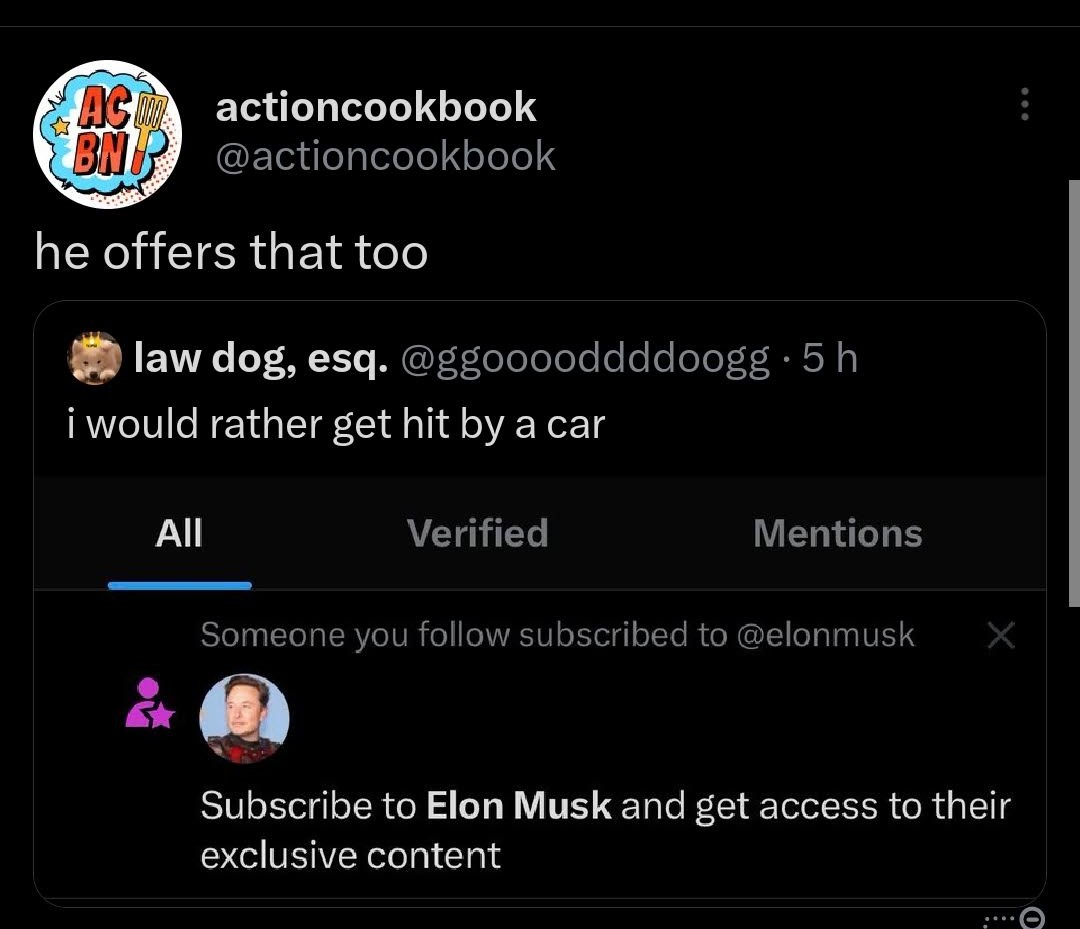 AC
BN!
actioncookbook
@actioncookbook
he offers that too
law dog, esq. @ggooooddddoogg · 5 h
i would rather get hit by a car
All Verified Mentions
Someone you follow subscribed to @elonmusk
Subscribe to Elon Musk and get access to their
exclusive content